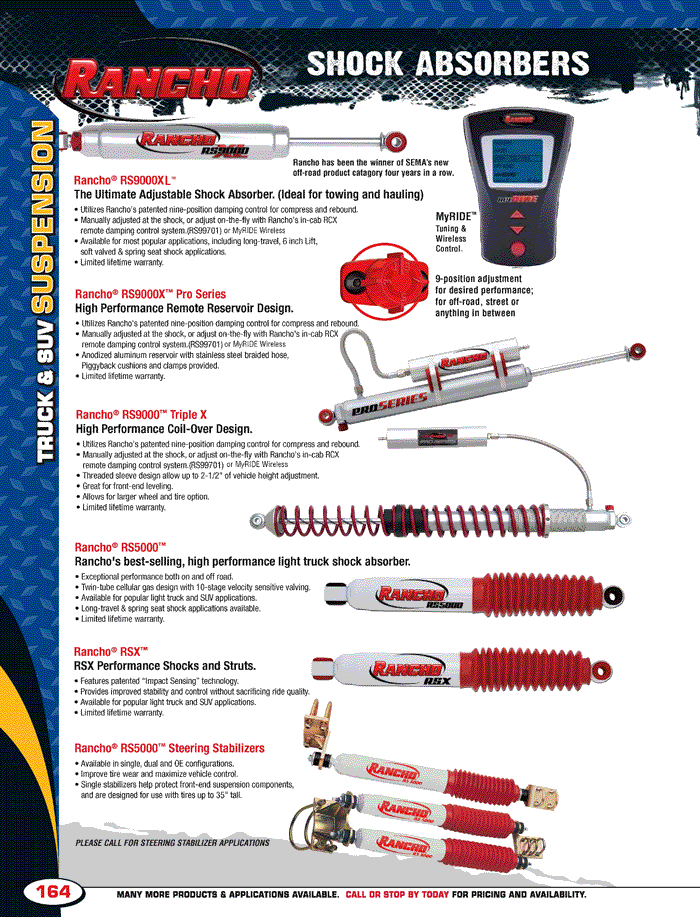 SHOCK ABSORBERS
RANCHO
TRUCK & SUV SUSPENSION
RANCHO
RS9000
XL
Rancho has been the winner of SEMA's new
off-road product catagory four years in a row.
RANCHO
Rancho® RS9000XL™
The Ultimate Adjustable Shock Absorber. (Ideal for towing and hauling)
• Utilizes Rancho's patented nine-position damping control for compress and rebound.
• Manually adjusted at the shock, or adjust on-the-fly with Rancho's in-cab RCX
remote damping control system.(RS99701) or MyRIDE Wireless
• Available for most popular applications, including long-travel, 6 inch Lift,
soft valved & spring seat shock applications.
• Limited lifetime warranty.
MyRIDE™
Tuning &
Wireless
Control.
9-position adjustment
for desired performance;
for off-road, street or
anything in between
Rancho® RS9000X™ Pro Series
High Performance Remote Reservoir Design.
• Utilizes Rancho's patented nine-position damping control for compress and rebound.
• Manually adjusted at the shock, or adjust on-the-fly with Rancho's in-cab RCX
remote damping control system.(RS99701) or MyRIDE Wireless
• Anodized aluminum reservoir with stainless steel braided hose,
Piggyback cushions and clamps provided.
• Limited lifetime warranty.
RANCHO
PRO SERIES
Rancho® RS9000™ Triple X
High Performance Coil-Over Design.
• Utilizes Rancho's patented nine-position damping control for compress and rebound.
• Manually adjusted at the shock, or adjust on-the-fly with Rancho's in-cab RCX
remote damping control system.(RS99701) or MyRIDE Wireless
• Threaded sleeve design allow up to 2-1/2" of vehicle height adjustment.
• Great for front-end leveling.
• Allows for larger wheel and tire option.
• Limited lifetime warranty.
Rancho® RS5000™
Rancho's best-selling, high performance light truck shock absorber.
• Exceptional performance both on and off road.
• Twin-tube cellular gas design with 10-stage velocity sensitive valving.
• Available for popular light truck and SUV applications.
• Long-travel & spring seat shock applications available.
• Limited lifetime warranty.
RANCHO
RS5000
Rancho® RSX™
RSX Performance Shocks and Struts.
• Features patented "Impact Sensing" technology.
• Provides improved stability and control without sacrificing ride quality.
• Available for popular light truck and SUV applications.
• Limited lifetime warranty.
RANCHO
RSX
Rancho® RS5000™ Steering Stabilizers
• Available in single, dual and OE configurations.
• Improve tire wear and maximize vehicle control.
• Single stabilizers help protect front-end suspension components,
and are designed for use with tires up to 35" tall.
RANCHO
RS 5000
RANCHO
RS 5000
RANCHO
RS 5000
PLEASE CALL FOR STEERING STABILIZER APPLICATIONS
164
MANY MORE PRODUCTS & APPLICATIONS AVAILABLE. CALL OR STOP BY TODAY FOR PRICING AND AVAILABILITY.